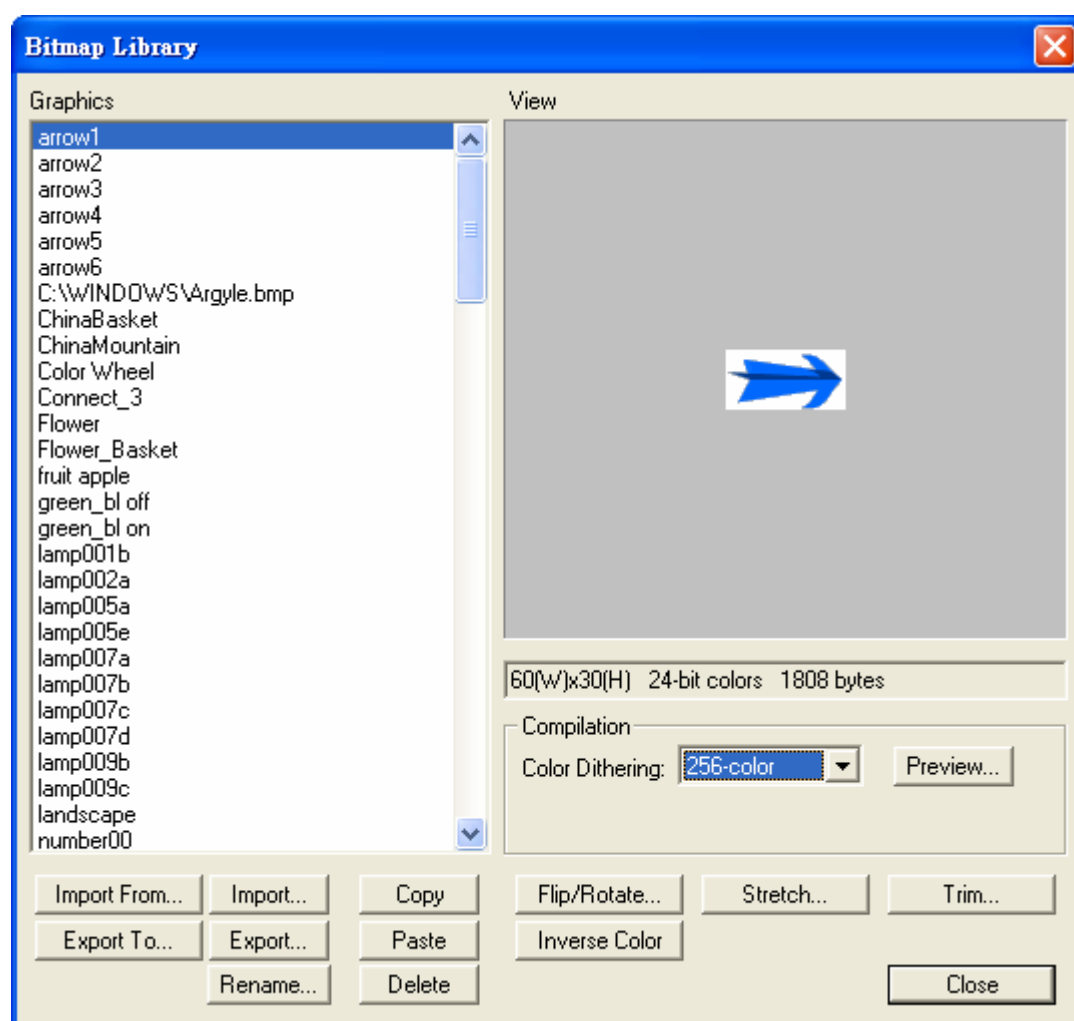 Bitmap Library
Graphics
arrow1
arrow2
arrow3
arrow4
arrow5
arrow6
C:\WINDOWS\Argyle.bmp
ChinaBasket
ChinaMountain
Color Wheel
Connect_3
Flower
Flower_Basket
fruit apple
green_bl off
green_bl on
lamp001b
lamp002a
lamp005a
lamp005e
lamp007a
lamp007b
lamp007c
lamp007d
lamp009b
lamp009c
landscape
number00
View
60(W)x30(H) 24-bit colors 1808 bytes
Compilation
Color Dithering: 256-color Preview...
Import From... Import... Copy Flip/Rotate... Stretch... Trim...
Export To... Export... Paste Inverse Color
Rename... Delete Close